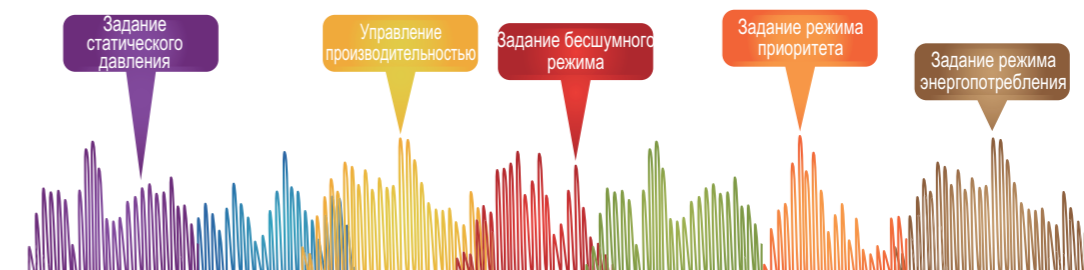 Задание
статического
давления
Управление
производительностью
Задание бесшумного
режима
Задание режима
приоритета
Задание режима
энергопотребления